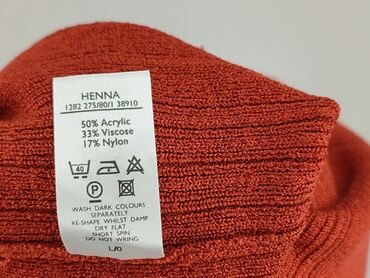 HENNA
1282 275/80/1 38910
50% Acrylic
33% Viscose
17% Nylon
40
P
WASH DARK COLOURS
SEPARATELY
RE-SHAPE WHILST DAMP
DRY FLAT
SHORT SPIN
DO NOT WRING
L/0